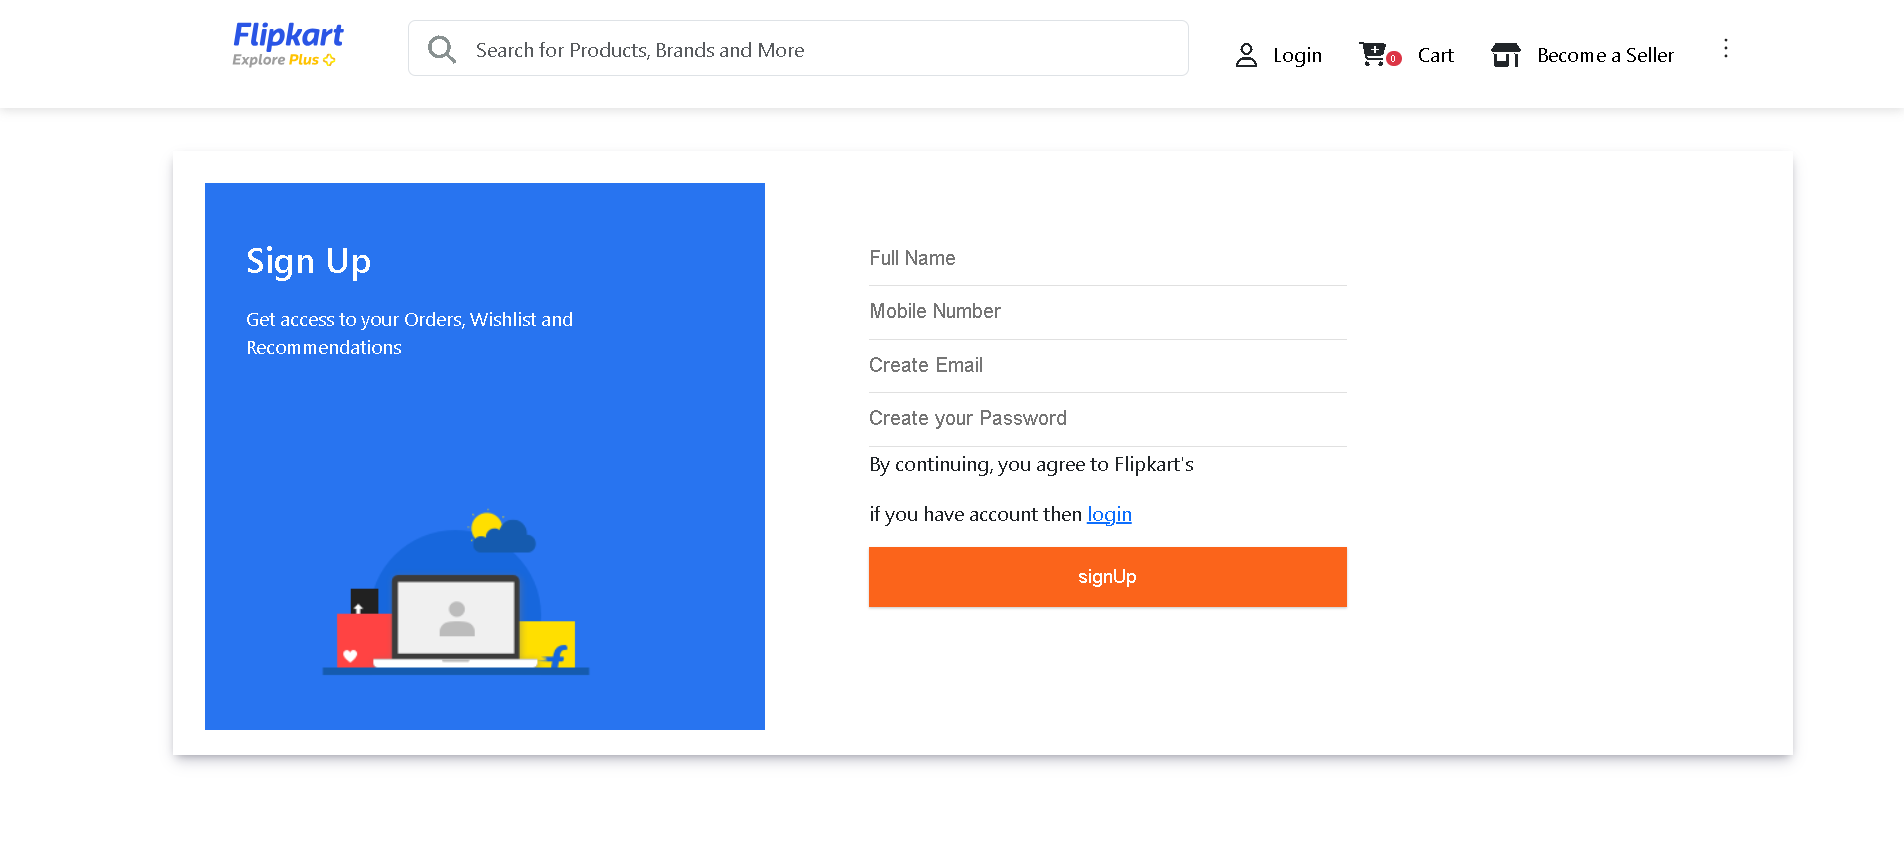 Flipkart
Explore Plus
Search for Products, Brands and More
Login
0
Cart
Become a Seller
Sign Up
Get access to your Orders, Wishlist and
Recommendations
Full Name
Mobile Number
Create Email
Create your Password
By continuing, you agree to Flipkart's
if you have account then login
signUp